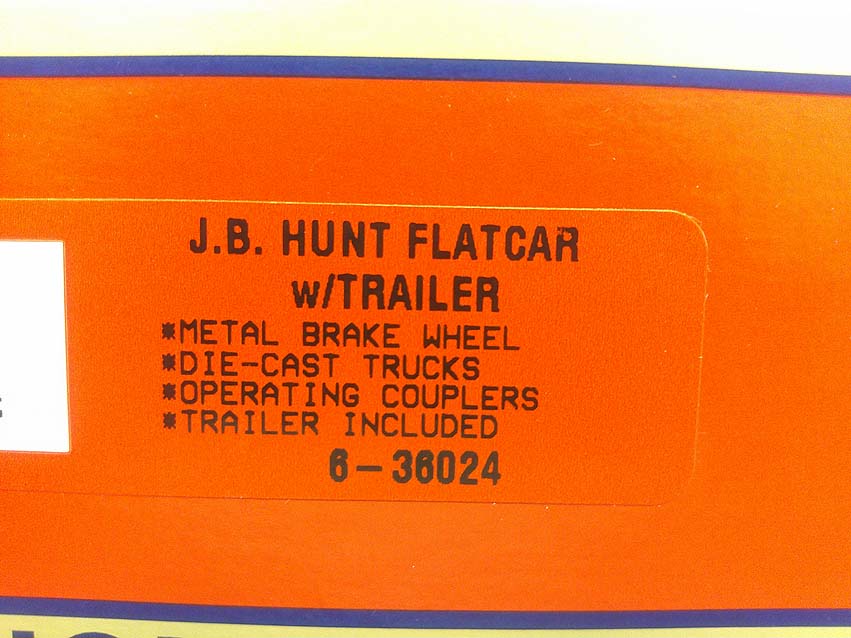 J.B. HUNT FLATCAR
w/TRAILER
*METAL BRAKE WHEEL
*DIE-CAST TRUCKS
*OPERATING COUPLERS
*TRAILER INCLUDED
6-36024